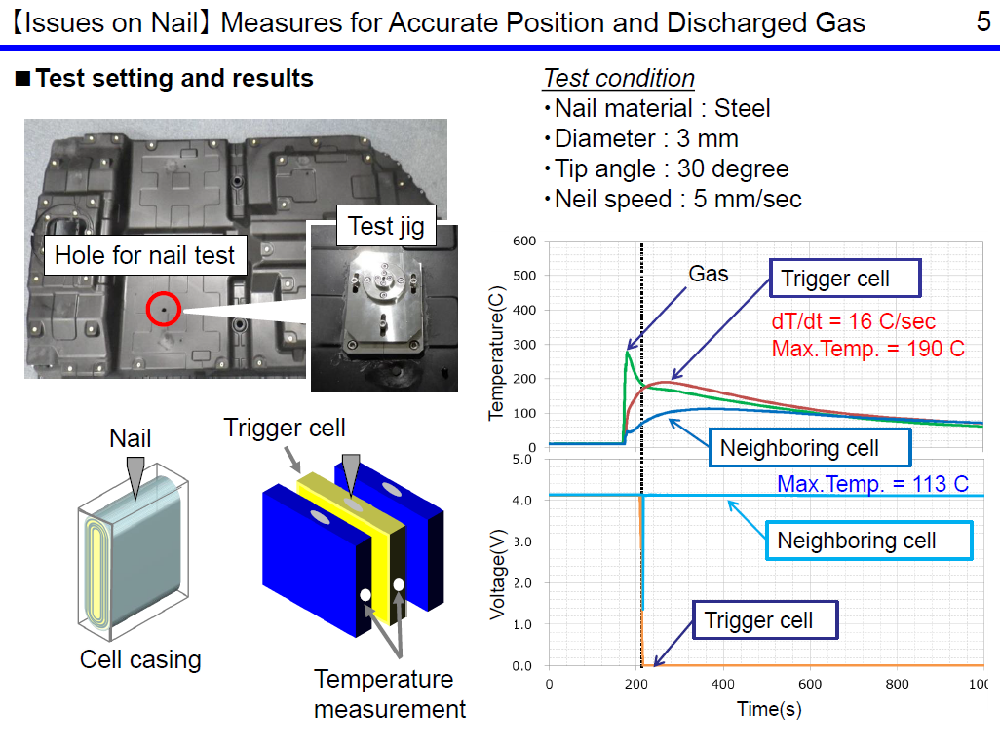 【Issues on Nail】 Measures for Accurate Position and Discharged Gas
5
■Test setting and results
Hole for nail test
Test jig
Nail
Trigger cell
Cell casing
Temperature
measurement
Test condition
・Nail material : Steel
・Diameter : 3 mm
・Tip angle : 30 degree
・Neil speed : 5 mm/sec
600
500
400
300
200
100
0
Temperature(C)
Gas
Trigger cell
dT/dt = 16 C/sec
Max.Temp. = 190 C
Neighboring cell
Max.Temp. = 113 C
5.0
4.0
3.0
2.0
1.0
0.0
Voltage(V)
Neighboring cell
Trigger cell
0
200
400
600
800
Time(s)